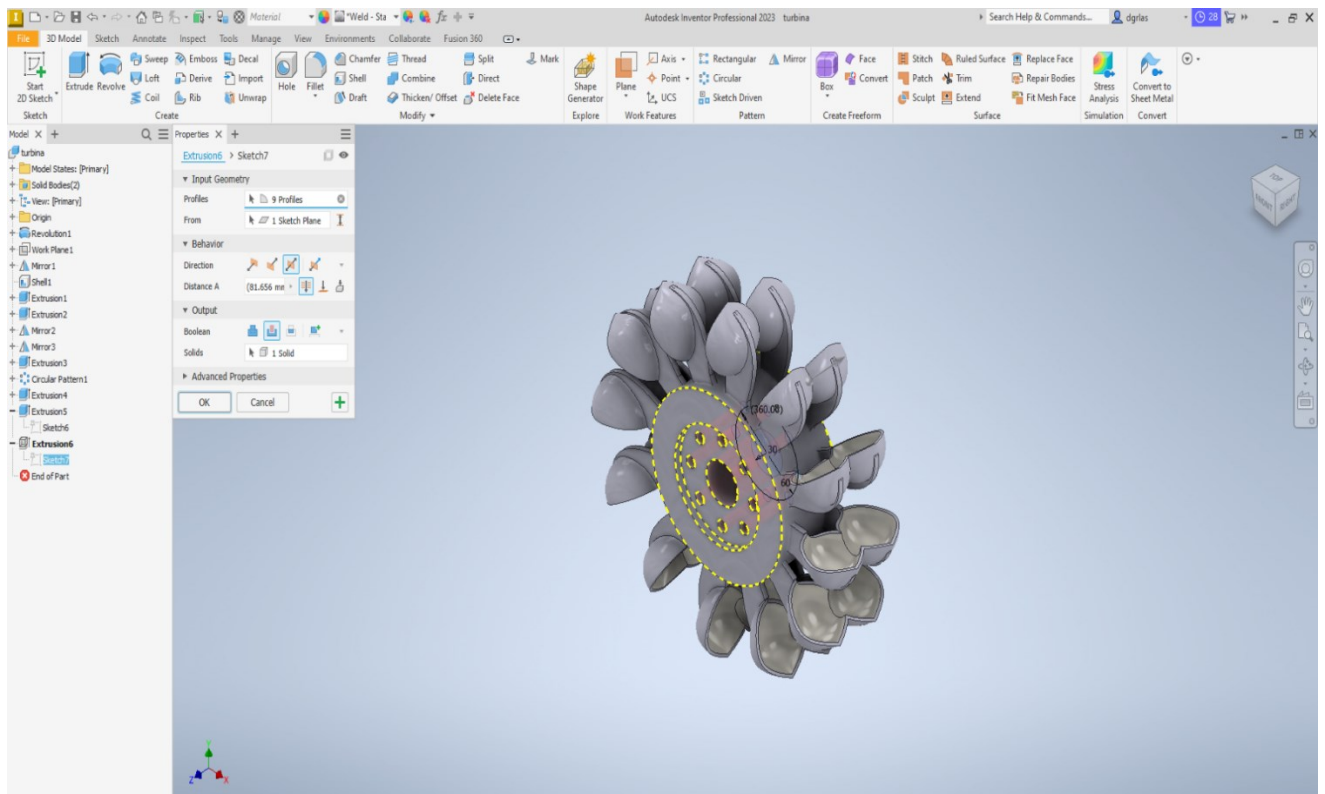 Material
*Weld - Sta
Autodesk Inventor Professional 2023 turbina
Search Help & Commands...
dgrlas
28
File 3D Model Sketch Annotate Inspect Tools Manage View Environments Collaborate Fusion 360
Start 2D Sketch
Extrude Revolve
Sweep Emboss Decal
Loft Derive Import
Coil Rib Unwrap
Hole Fillet
Chamfer Thread Split
Shell Combine Direct
Draft Thicken/ Offset Delete Face
Mark
Shape Generator
Plane
Axis
Point
UCS
Rectangular Mirror
Circular
Sketch Driven
Box
Face
Convert
Stitch Ruled Surface Replace Face
Patch Trim Repair Bodies
Sculpt Extend Fit Mesh Face
Stress Analysis
Convert to Sheet Metal
Sketch Create Modify Explore Work Features Pattern Create Freeform Surface Simulation Convert
Model X +
turbina
Model States: [Primary]
Solid Bodies(2)
View: [Primary]
Origin
Revolution1
Work Plane1
Mirror1
Shell1
Extrusion1
Extrusion2
Mirror2
Mirror3
Extrusion3
Circular Pattern1
Extrusion4
Extrusion5
Sketch6
Extrusion6
Sketch7
End of Part
Properties X +
Extrusion6 > Sketch7
Input Geometry
Profiles 9 Profiles
From 1 Sketch Plane
Behavior
Direction
Distance A (81.656 mm
Output
Boolean
Solids 1 Solid
Advanced Properties
OK Cancel +
(360.00)
30
60
TOP
FRONT RIGHT
Y
Z X